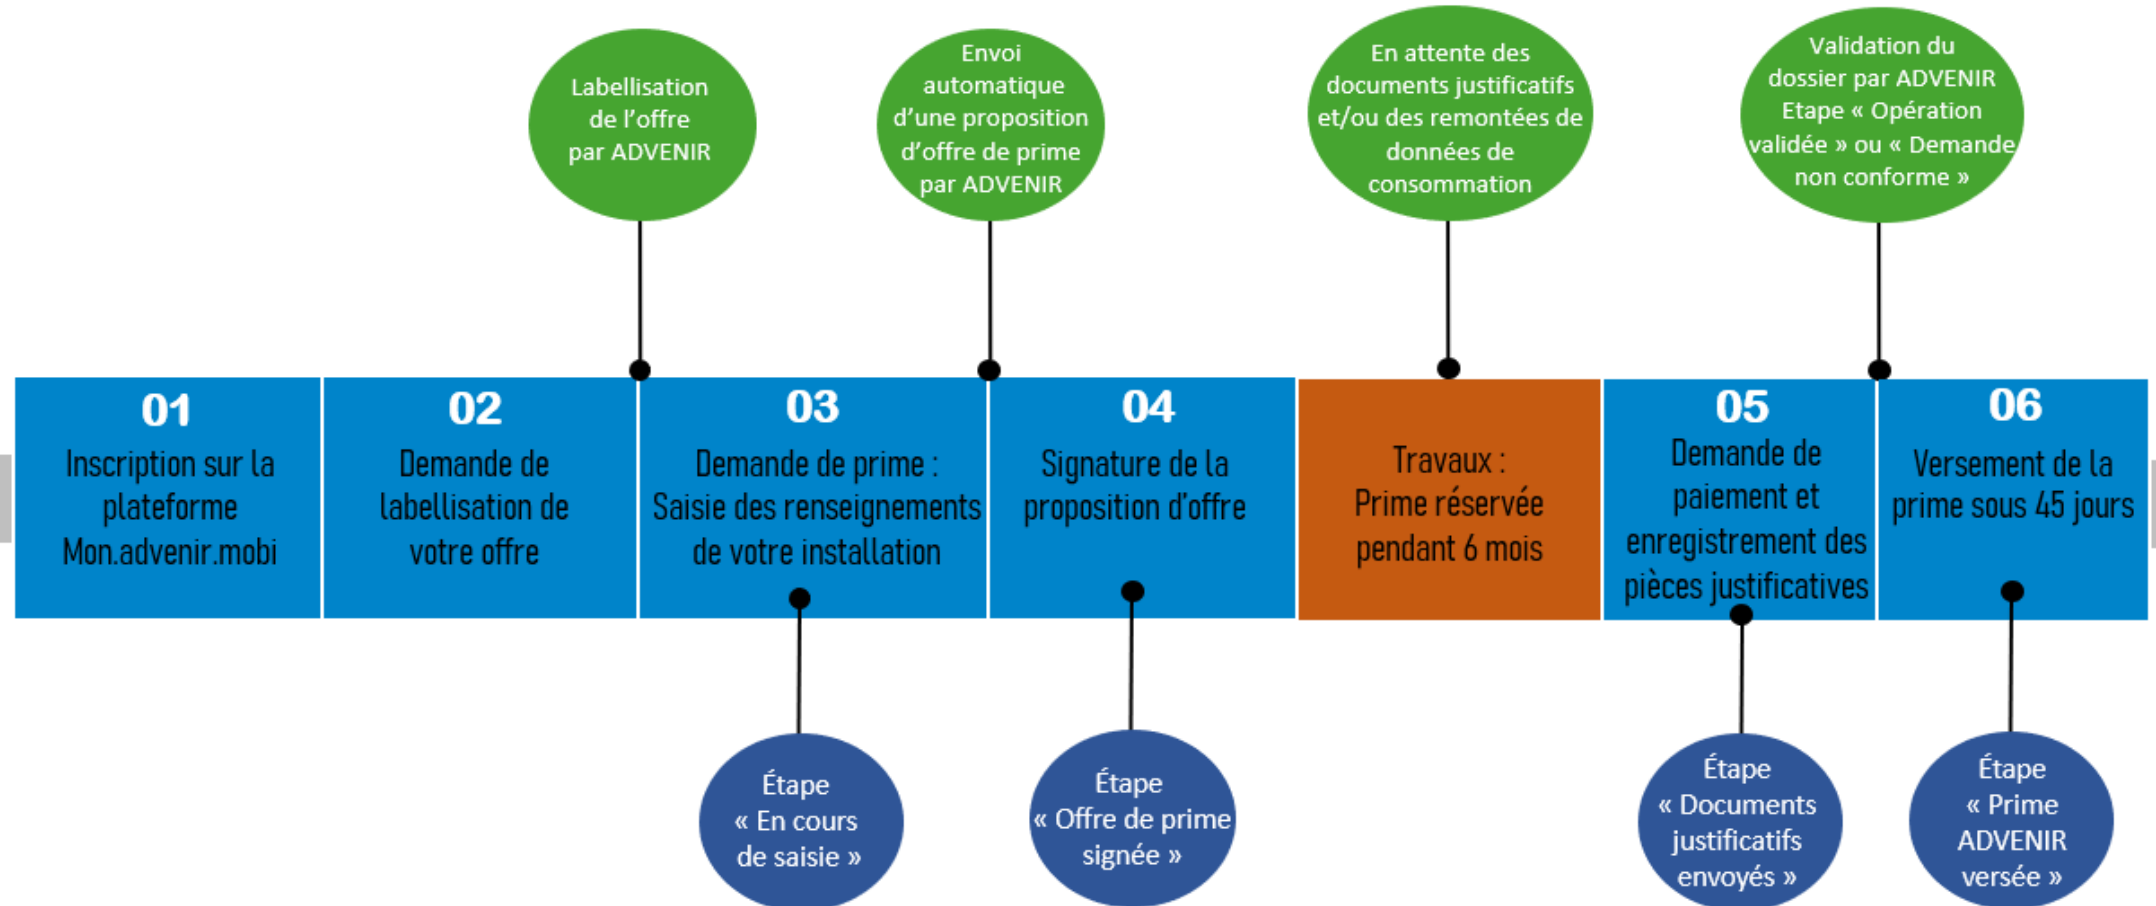 Labellisation
de l'offre
par ADVENIR
Envoi
automatique
d'une proposition
d'offre de prime
par ADVENIR
En attente des
documents justificatifs
et/ou des remontées de
données de
consommation
Validation du
dossier par ADVENIR
Etape « Opération
validée » ou « Demande
non conforme »
01
Inscription sur la
plateforme
Mon.advenir.mobi
02
Demande de
labellisation de
votre offre
03
Demande de prime :
Saisie des renseignements
de votre installation
04
Signature de la
proposition d'offre
Travaux :
Prime réservée
pendant 6 mois
05
Demande de
paiement et
enregistrement des
pièces justificatives
06
Versement de la
prime sous 45 jours
Étape
« En cours
de saisie »
Étape
« Offre de prime
signée »
Étape
« Documents
justificatifs
envoyés »
Étape
« Prime
ADVENIR
versée »